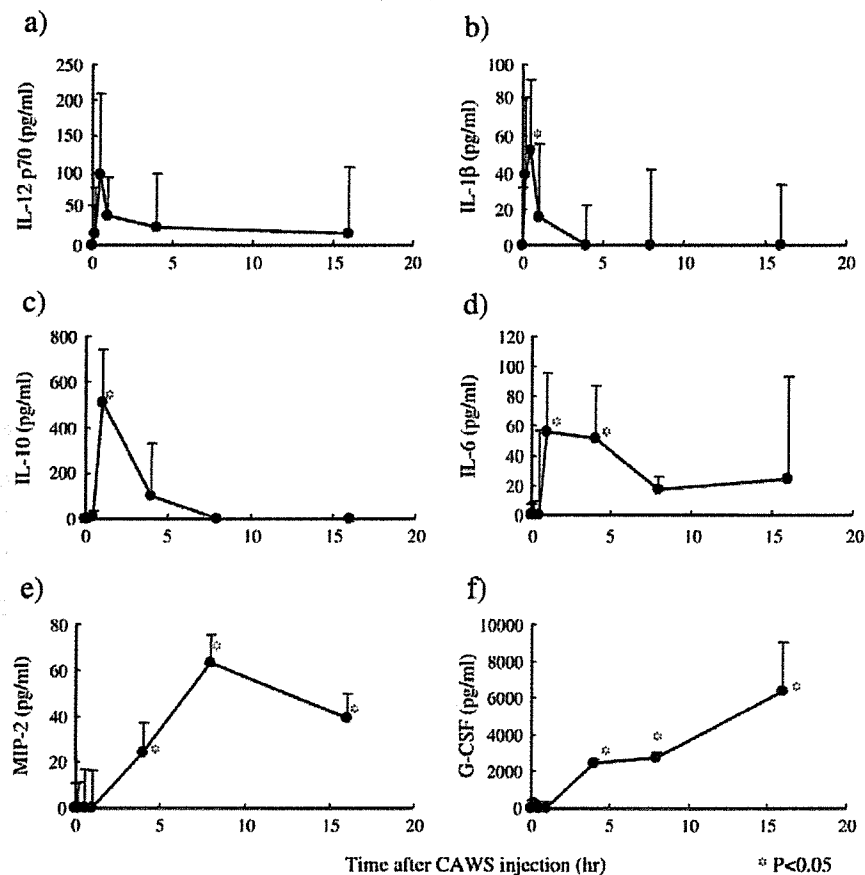 a)
250
200
150
100
50
0
IL-12 p70 (pg/ml)
0 5 10 15 20
b)
100
80
60
40
20
0
IL-1β (pg/ml)
*
0 5 10 15 20
c)
800
600
400
200
0
IL-10 (pg/ml)
*
0 5 10 15 20
d)
120
100
80
60
40
20
0
IL-6 (pg/ml)
* *
0 5 10 15 20
e)
80
60
40
20
0
MIP-2 (pg/ml)
* * *
0 5 10 15 20
f)
10000
8000
6000
4000
2000
0
G-CSF (pg/ml)
* * *
0 5 10 15 20
Time after CAWS injection (hr)
* P<0.05